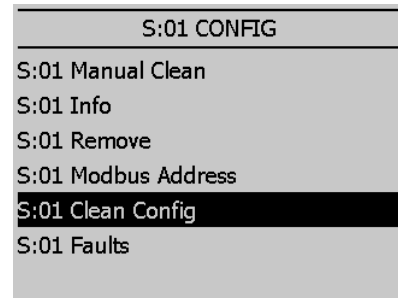 S:01 CONFIG
S:01 Manual Clean
S:01 Info
S:01 Remove
S:01 Modbus Address
S:01 Clean Config
S:01 Faults